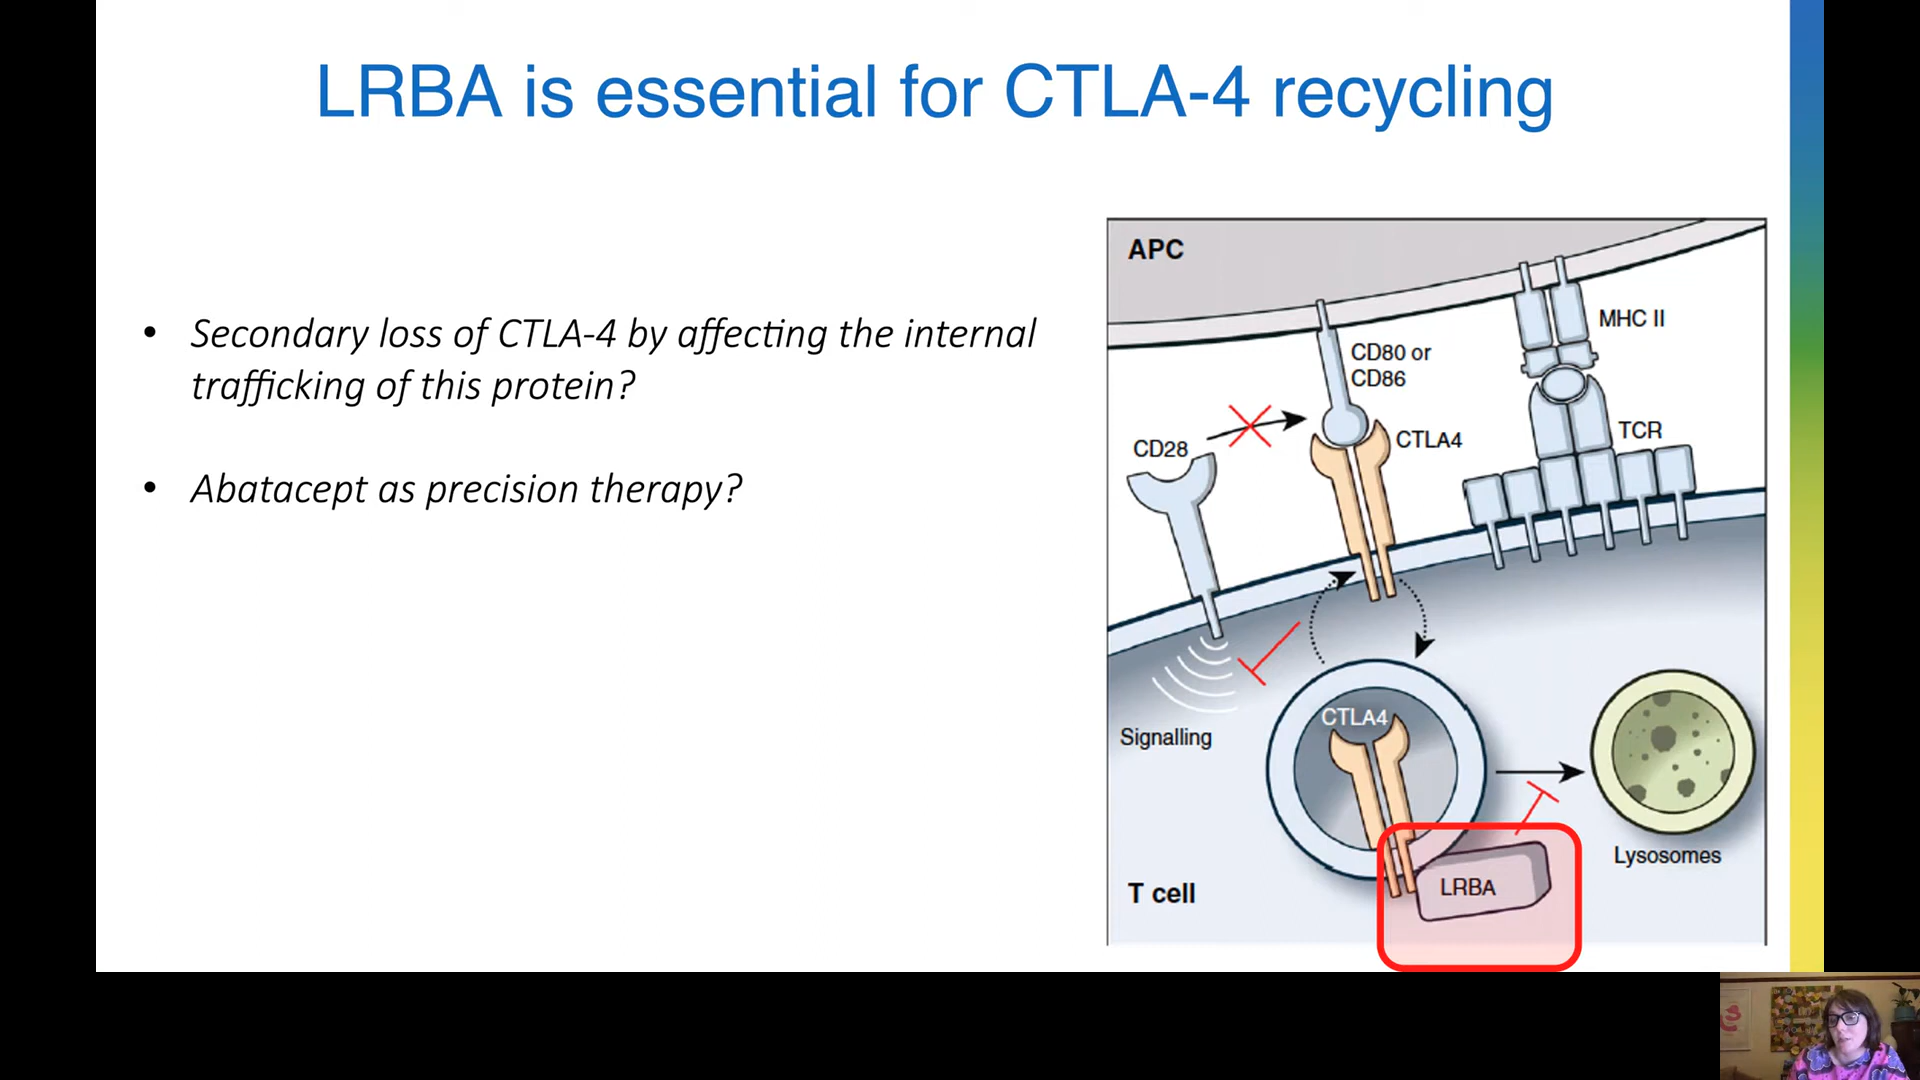 LRBA is essential for CTLA-4 recycling
• Secondary loss of CTLA-4 by affecting the internal
trafficking of this protein?
• Abatacept as precision therapy?
APC
MHC II
CD80 or
CD86
CTLA4
TCR
CD28
CTLA4
Signalling
Lysosomes
LRBA
T cell